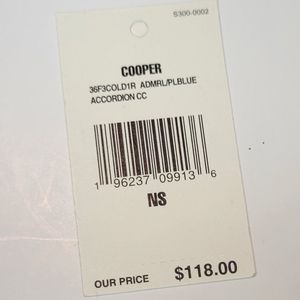 S300-0002
COOPER
36F3COLD1R ADMRL/PLBLUE
ACCORDION CC
1 96237 09913 6
NS
OUR PRICE $118.00